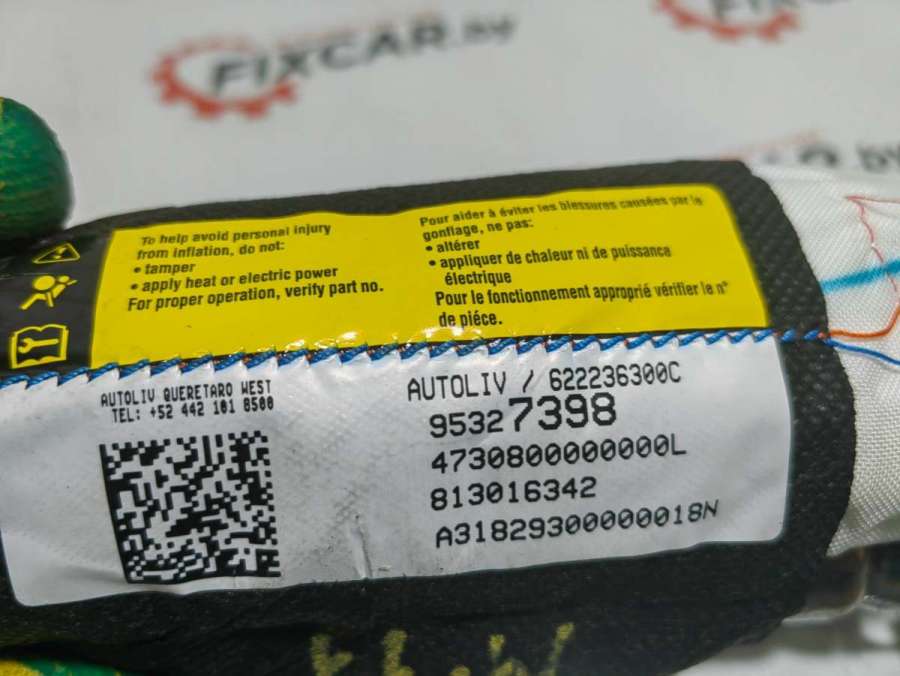 FIXCAR.by
To help avoid personal injury
from inflation, do not:
• tamper
• apply heat or electric power
For proper operation, verify part no.
Pour aider à éviter les blessures causées par le
gonflage, ne pas:
• altérer
• appliquer de chaleur ni de puissance
électrique
Pour le fonctionnement approprié vérifier le n°
de piéce.
AUTOLIV QUERETARO WEST
TEL: +52 442 101 8500
AUTOLIV / 622236300C
95327398
4730800000000L
813016342
A31829300000018N